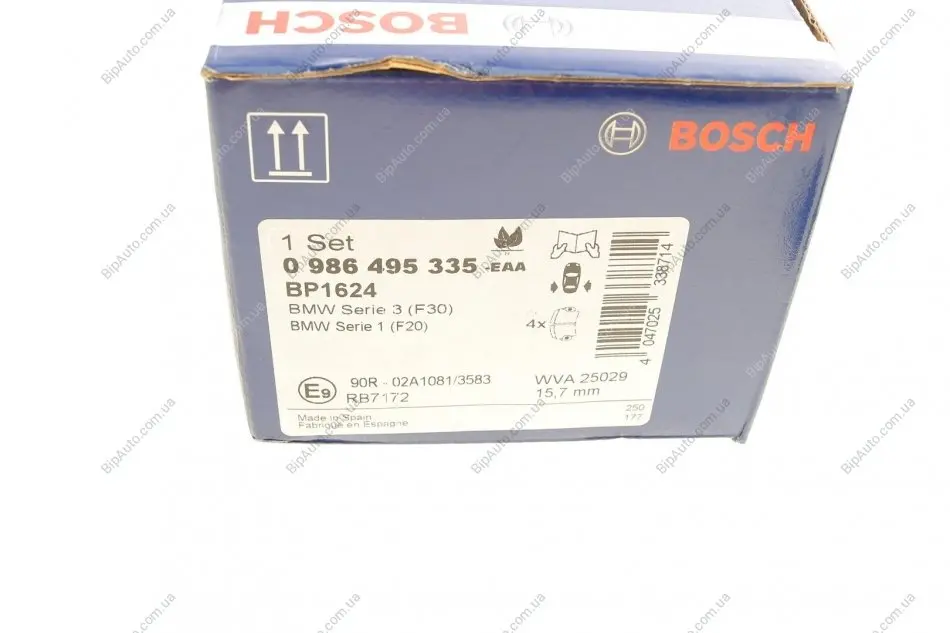 BOSCH
BOSCH
1 Set
0 986 495 335 -EAA
BP1624
BMW Serie 3 (F30)
BMW Serie 1 (F20)
4x
4 047025 338714
E9
90R - 02A1081/3583
RB7172
WVA 25029
15,7 mm
Made in Spain
Fabriqué en Espagne
250
177
BipAuto.com.ua